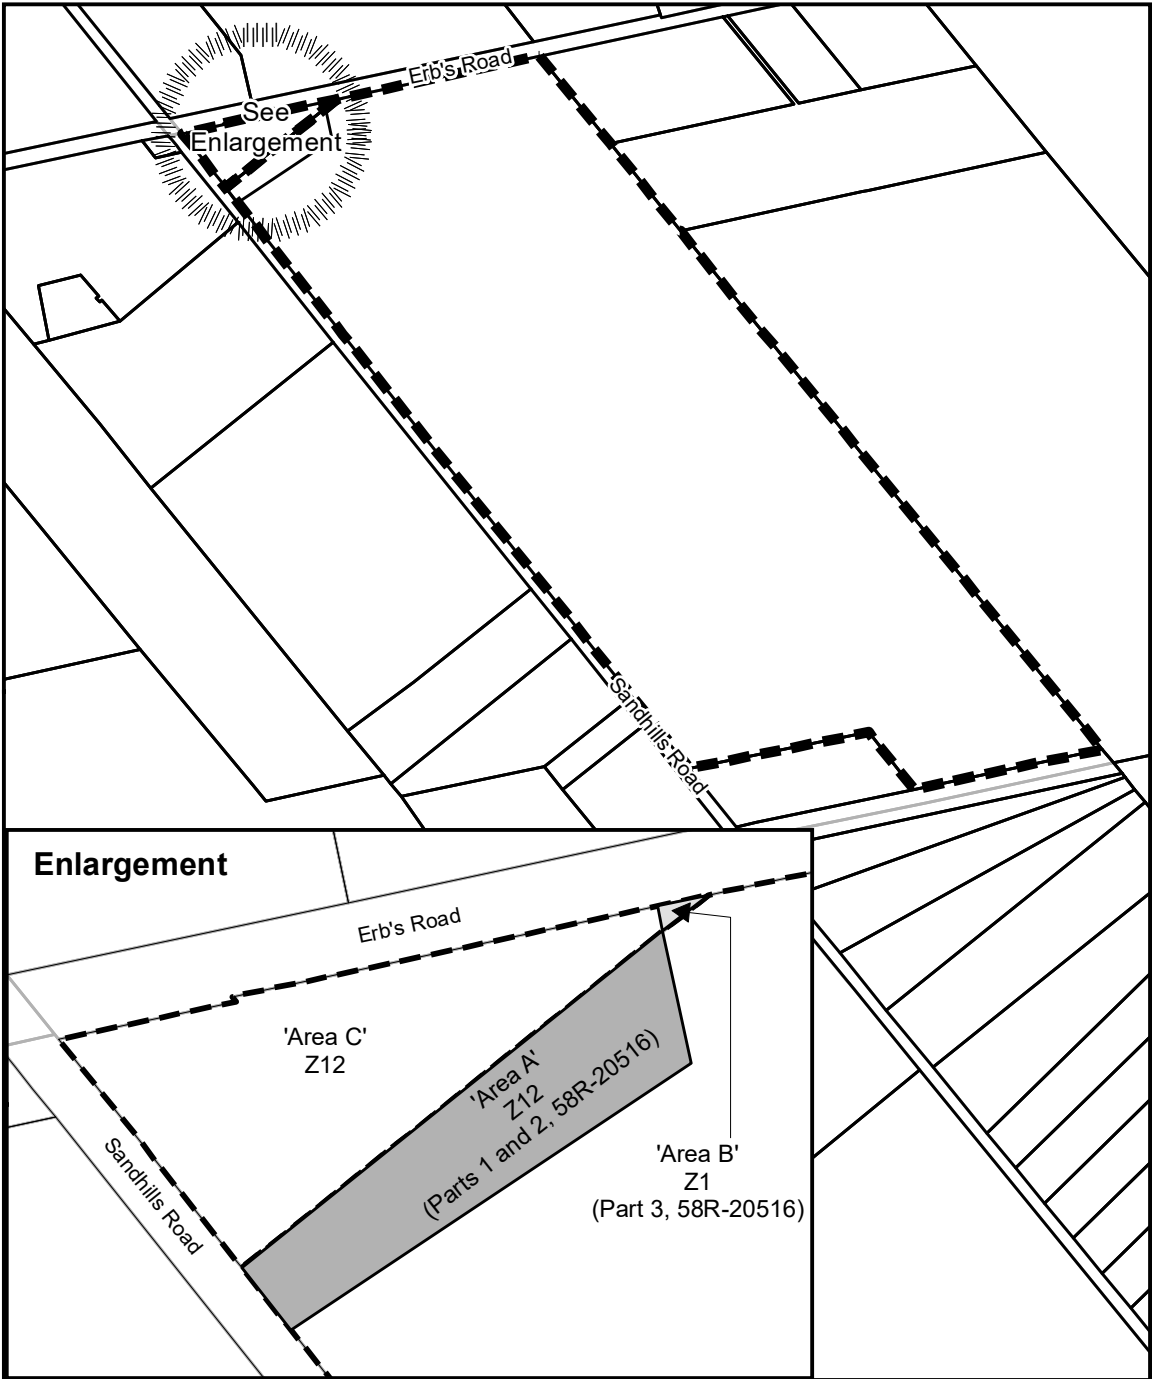 Erb's Road
See
Enlargement
Sandhills Road
Enlargement
Erb's Road
'Area C'
Z12
'Area A'
Z12
(Parts 1 and 2, 58R-20516)
'Area B'
Z1
(Part 3, 58R-20516)
Sandhills Road